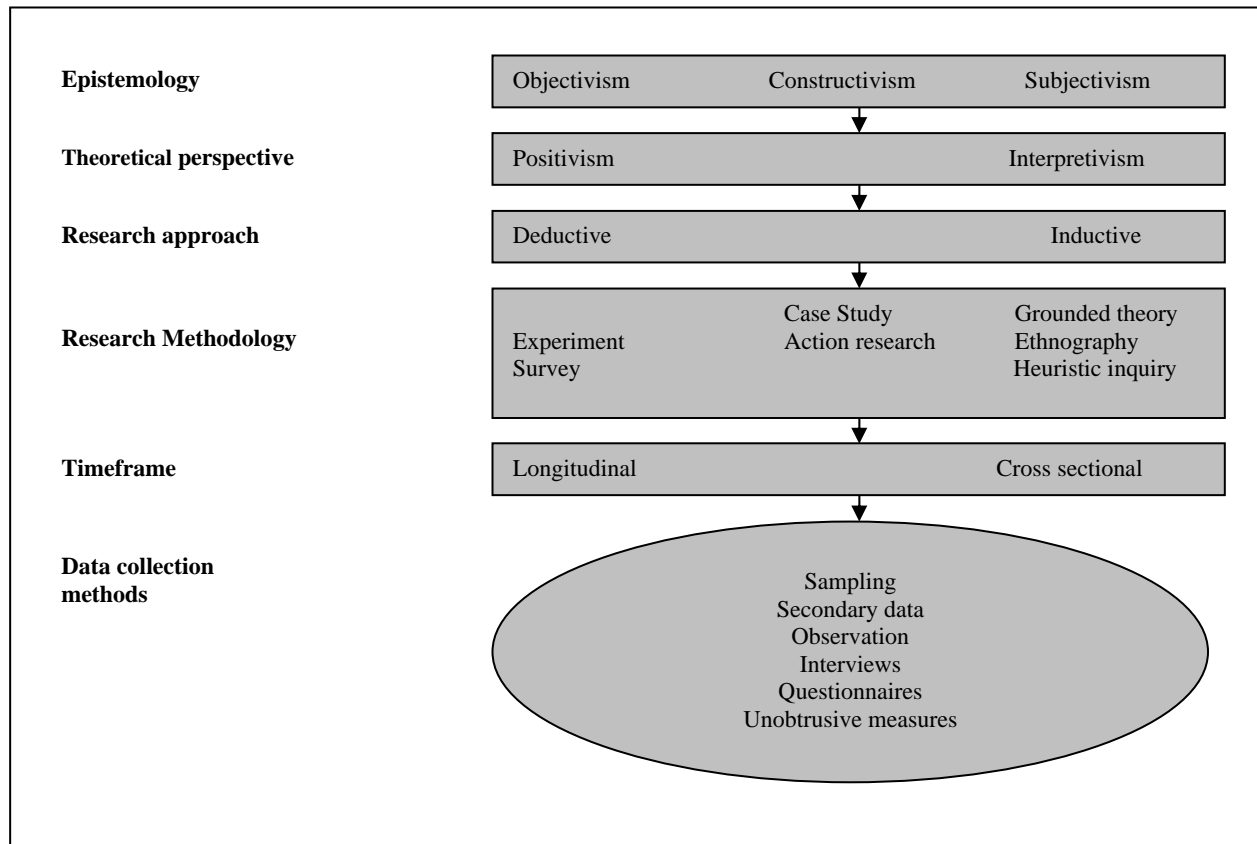 Epistemology
Objectivism Constructivism Subjectivism
Theoretical perspective
Positivism Interpretivism
Research approach
Deductive Inductive
Case Study Grounded theory
Research Methodology Experiment Action research Ethnography
Survey Heuristic inquiry
Timeframe
Longitudinal Cross sectional
Data collection
methods
Sampling
Secondary data
Observation
Interviews
Questionnaires
Unobtrusive measures